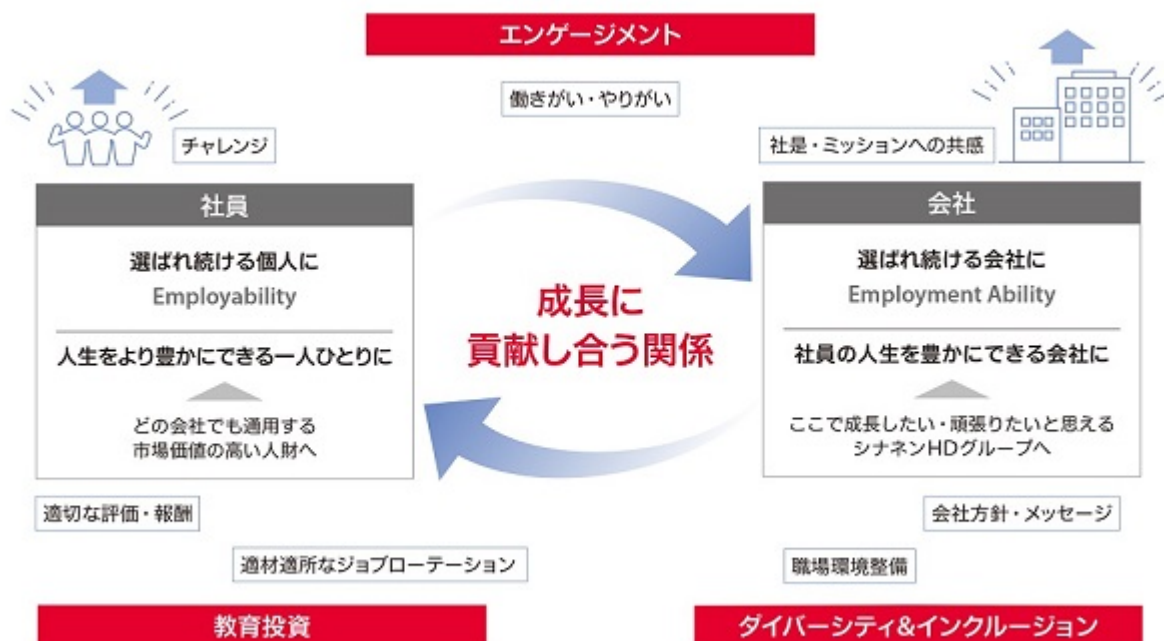 エンゲージメント
働きがい・やりがい
チャレンジ
社是・ミッションへの共感
社員
選ばれ続ける個人に
Employability
人生をより豊かにできる一人ひとりに
どの会社でも通用する
市場価値の高い人財へ
成長に
貢献し合う関係
会社
選ばれ続ける会社に
Employment Ability
社員の人生を豊かにできる会社に
ここで成長したい・頑張りたいと思える
シナネンHDグループへ
適切な評価・報酬
適材適所なジョブローテーション
会社方針・メッセージ
職場環境整備
教育投資
ダイバーシティ&インクルージョン